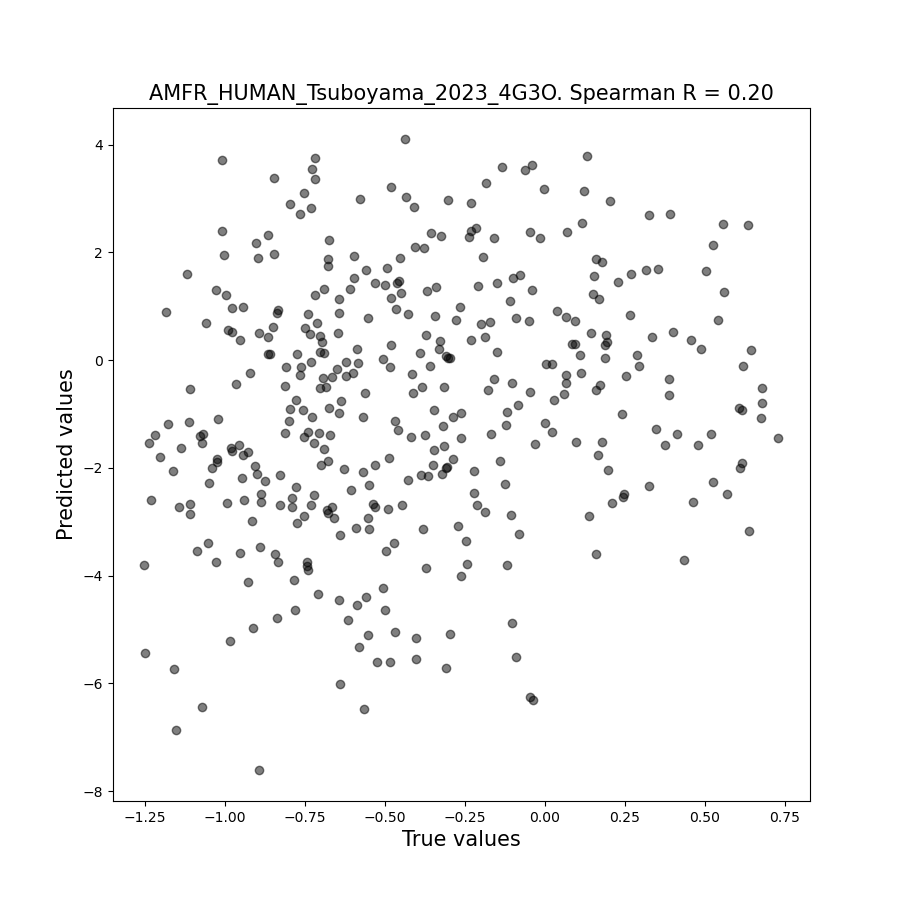 AMFR_HUMAN_Tsuboyama_2023_4G3O. Spearman R = 0.20
Predicted values
4
2
0
−2
−4
−6
−8
−1.25 −1.00 −0.75 −0.50 −0.25 0.00 0.25 0.50 0.75
True values